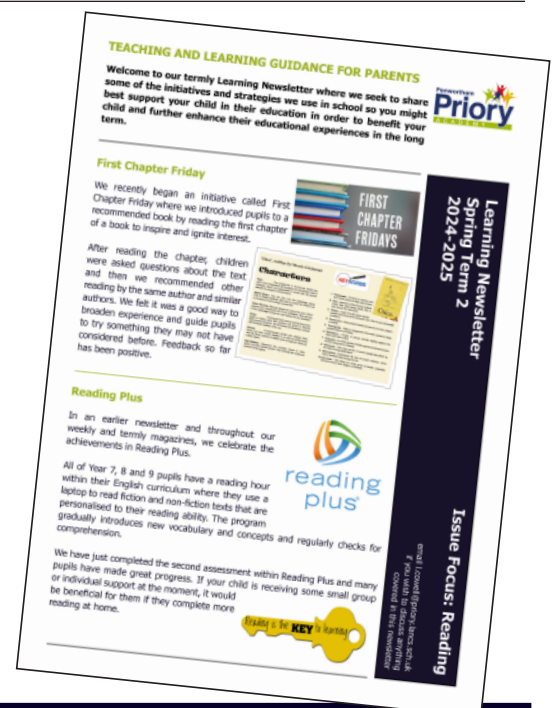 TEACHING AND LEARNING GUIDANCE FOR PARENTS
Welcome to our termly Learning Newsletter where we seek to share
some of the initiatives and strategies we use in school so you might
best support your child in their education in order to benefit your
child and further enhance their educational experiences in the long
term.
Penwortham
Priory
ACADEMY
First Chapter Friday
We recently began an initiative called First
Chapter Friday where we introduced pupils to a
recommended book by reading the first chapter
of a book to inspire and ignite interest.
FIRST
CHAPTER
FRIDAYS
After reading the chapter, children
were asked questions about the text
and then we recommended other
reading by the same author and similar
authors. We felt it was a good way to
broaden experience and guide pupils
to try something they may not have
considered before. Feedback so far
has been positive.
Characters
Reading Plus
In an earlier newsletter and throughout our
weekly and termly magazines, we celebrate the
achievements in Reading Plus.
All of Year 7, 8 and 9 pupils have a reading hour
within their English curriculum where they use a
laptop to read fiction and non-fiction texts that are
personalised to their reading ability. The program
gradually introduces new vocabulary and concepts and regularly checks for
comprehension.
reading
plus
We have just completed the second assessment within Reading Plus and many
pupils have made great progress. If your child is receiving some small group
or individual support at the moment, it would
be beneficial for them if they complete more
reading at home.
Reading is the KEY to learning
Learning Newsletter
Spring Term 2
2024-2025
Issue Focus: Reading
if you wish to discuss anything
covered in this newsletter